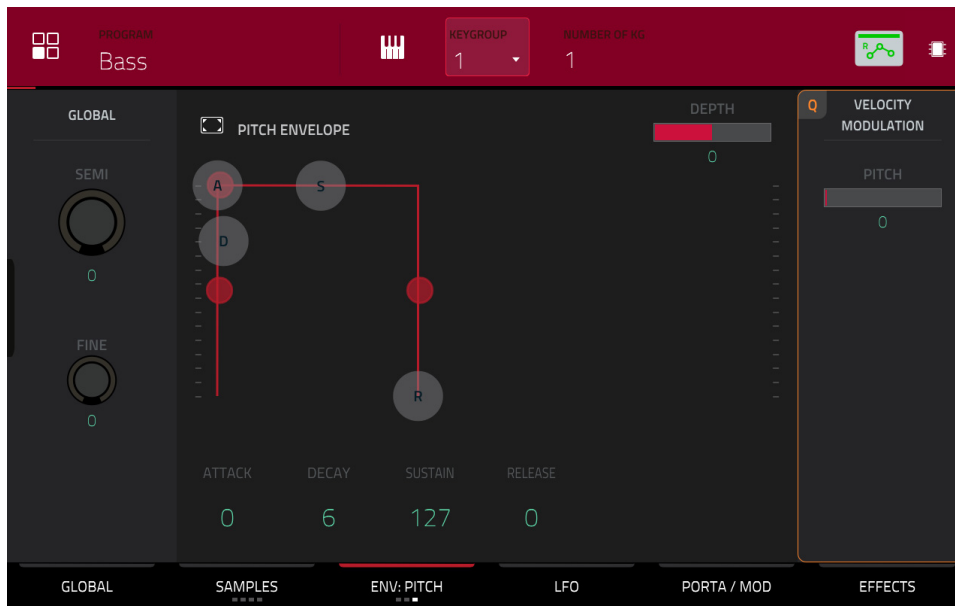 PROGRAM
Bass
KEYGROUP
1
NUMBER OF KG
1
R
GLOBAL
SEMI
0
FINE
0
PITCH ENVELOPE
DEPTH
0
A
S
D
R
ATTACK
DECAY
SUSTAIN
RELEASE
0
6
127
0
Q
VELOCITY
MODULATION
PITCH
0
GLOBAL
SAMPLES
ENV: PITCH
LFO
PORTA / MOD
EFFECTS